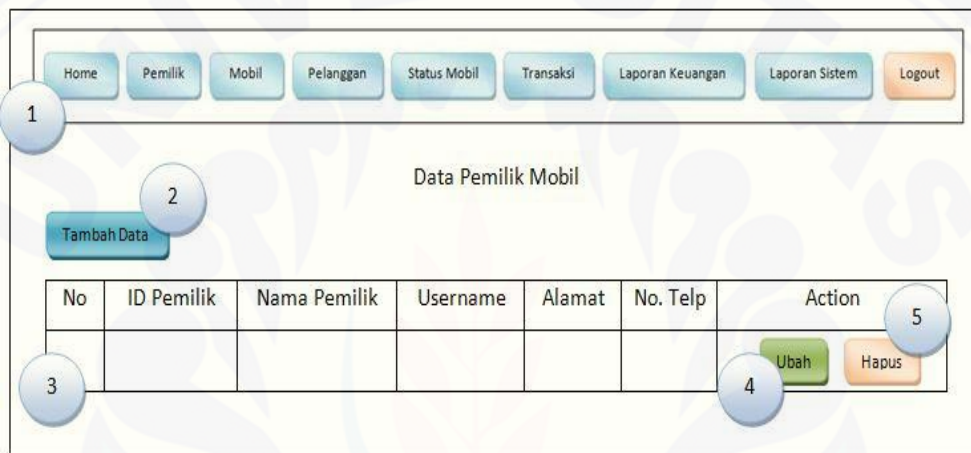 Home Pemilik Mobil Pelanggan Status Mobil Transaksi Laporan Keuangan Laporan Sistem Logout
1
Data Pemilik Mobil
2
Tambah Data
No ID Pemilik Nama Pemilik Username Alamat No. Telp Action
5
Ubah Hapus
3
4